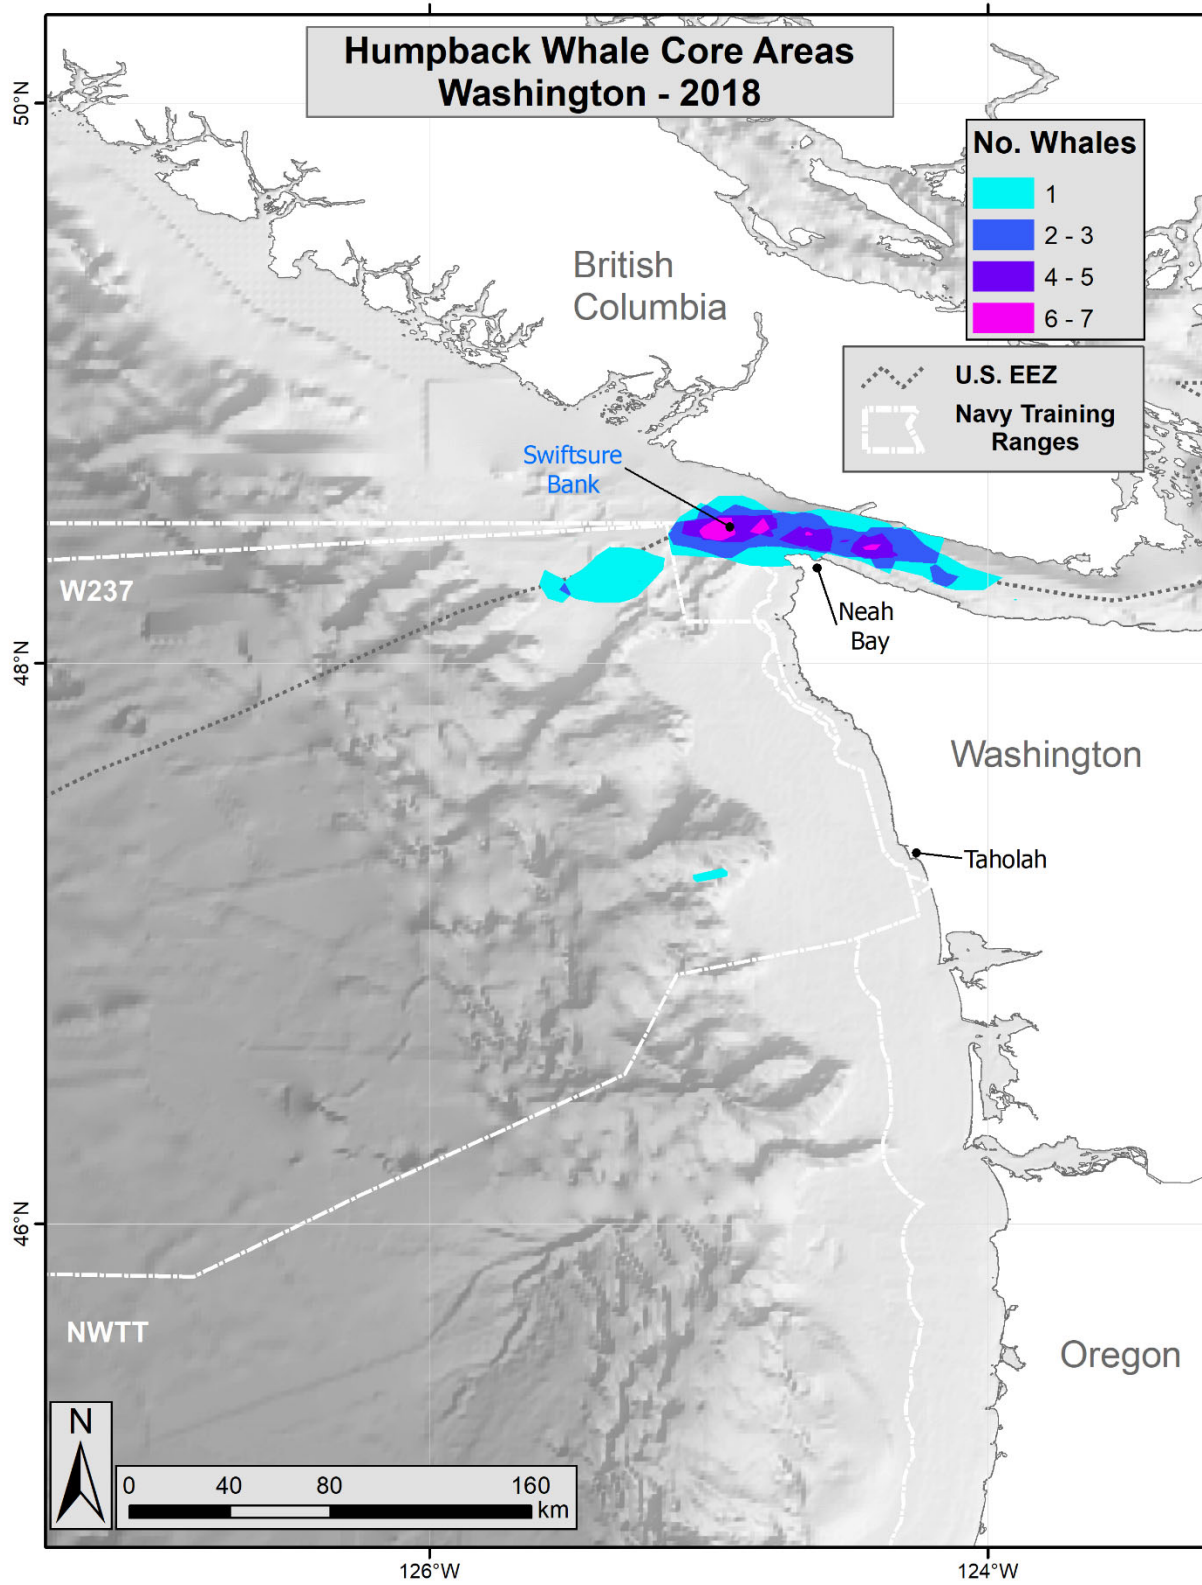 Humpback Whale Core Areas
Washington - 2018
50°N
No. Whales
1
2 - 3
4 - 5
6 - 7
British
Columbia
U.S. EEZ
Navy Training
Ranges
Swiftsure
Bank
W237
Neah
Bay
48°N
Washington
Taholah
46°N
NWTT
Oregon
N
0 40 80 160
km
126°W 124°W